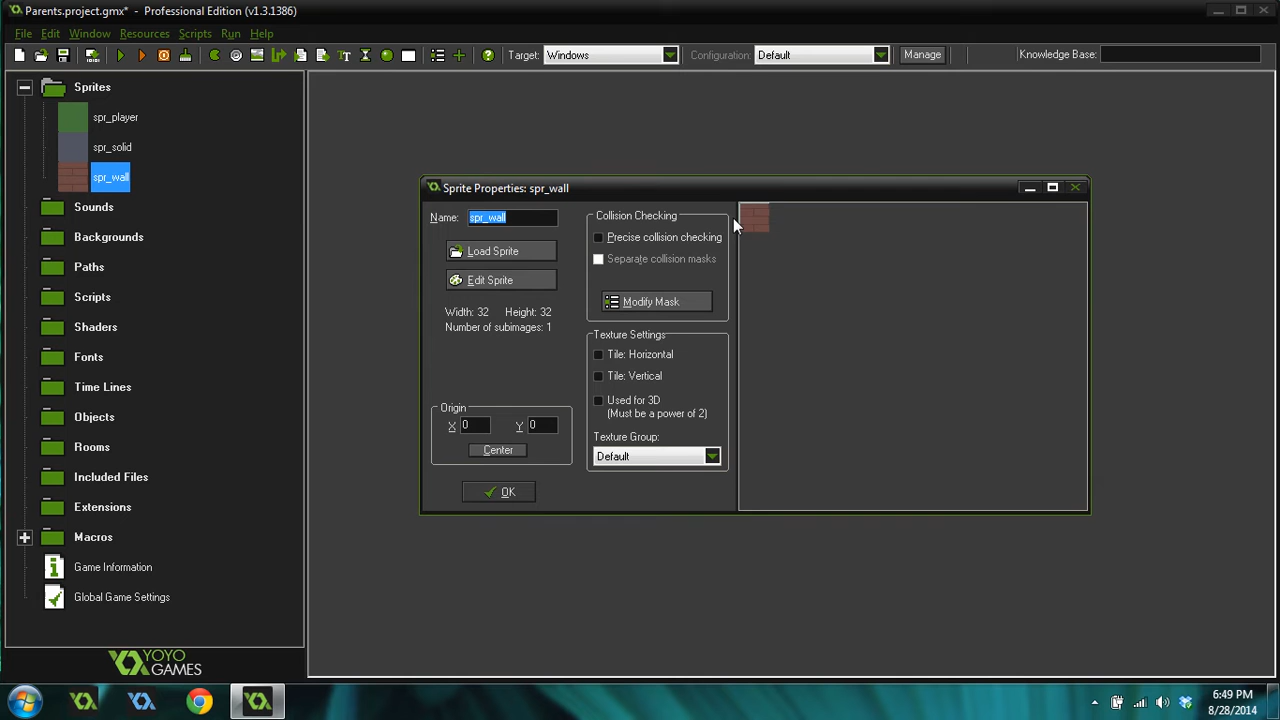 Parents.project.gmx* - Professional Edition (v1.3.1386)
File Edit Window Resources Scripts Run Help
Target: Windows Configuration: Default Manage Knowledge Base:
Sprites
spr_player
spr_solid
spr_wall
Sounds
Backgrounds
Paths
Scripts
Shaders
Fonts
Time Lines
Objects
Rooms
Included Files
Extensions
Macros
Game Information
Global Game Settings
YOYO
GAMES
Sprite Properties: spr_wall
Name: spr_wall
Load Sprite
Edit Sprite
Width: 32 Height: 32
Number of subimages: 1
Origin
X 0 Y 0
Center
OK
Collision Checking
Precise collision checking
Separate collision masks
Modify Mask
Texture Settings
Tile: Horizontal
Tile: Vertical
Used for 3D
(Must be a power of 2)
Texture Group:
Default
6:49 PM
8/28/2014